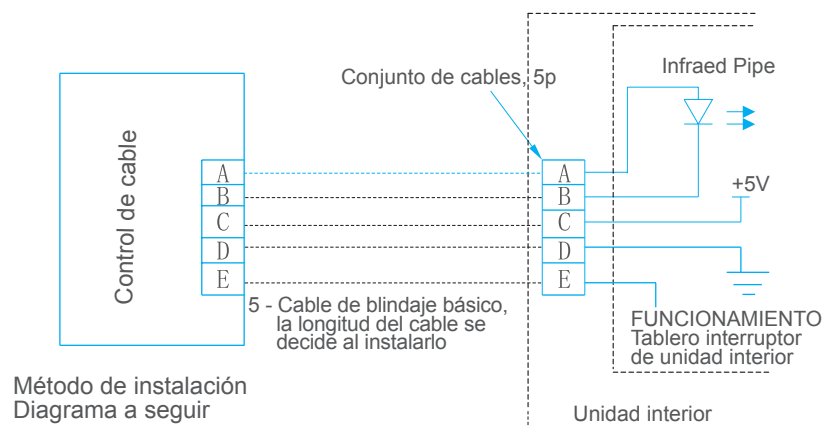 Conjunto de cables, 5p
Infraed Pipe
Control de cable
A
B
C
D
E
A
B
C
D
E
+5V
5 - Cable de blindaje básico,
la longitud del cable se
decide al instalarlo
FUNCIONAMIENTO
Tablero interruptor
de unidad interior
Método de instalación
Diagrama a seguir
Unidad interior